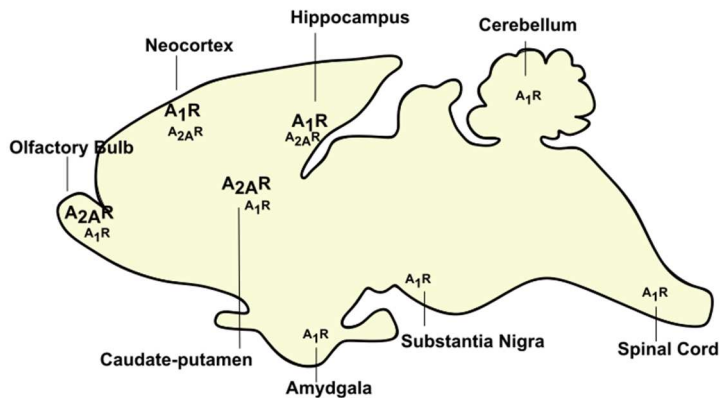 Hippocampus
Cerebellum
Neocortex
A1R
A1R
A2AR
A1R
A2AR
Olfactory Bulb
A2AR
A1R
A2AR
A1R
A1R
A1R
A1R
Substantia Nigra
Spinal Cord
Caudate-putamen
Amydgala